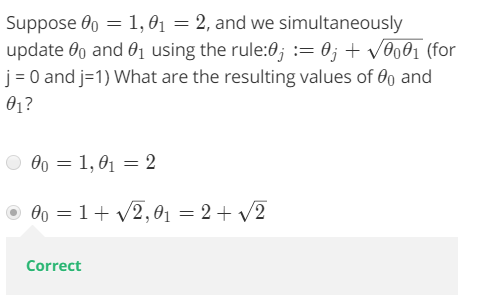 Suppose θ₀ = 1, θ₁ = 2, and we simultaneously
update θ₀ and θ₁ using the rule:θⱼ := θⱼ + √(θ₀θ₁) (for
j = 0 and j=1) What are the resulting values of θ₀ and
θ₁?
θ₀ = 1, θ₁ = 2
θ₀ = 1 + √2, θ₁ = 2 + √2
Correct